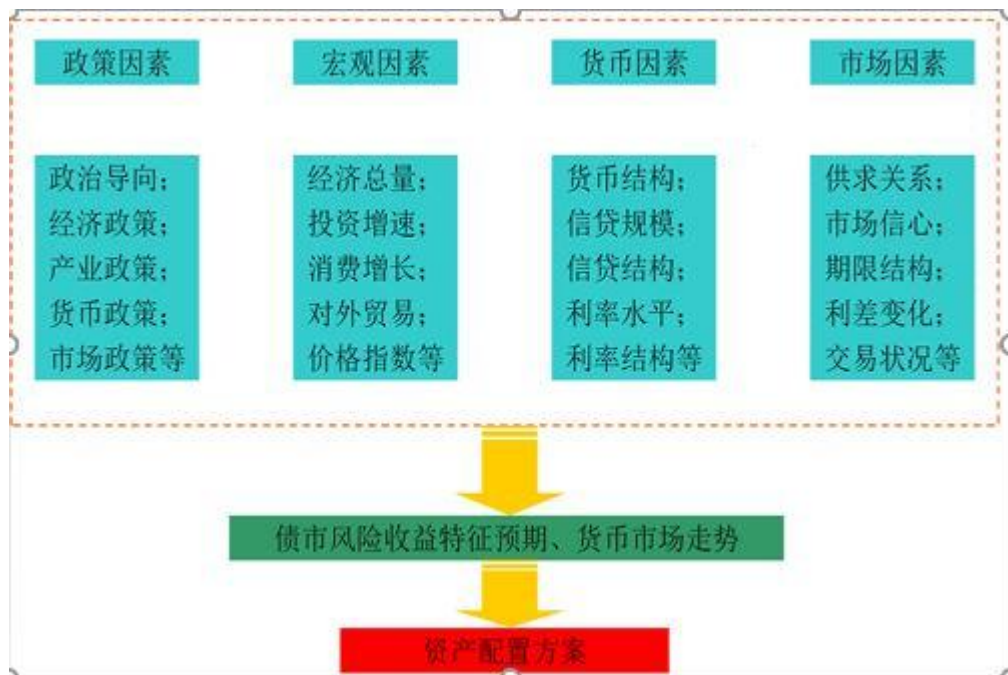 政策因素
宏观因素
货币因素
市场因素
政治导向；
经济政策；
产业政策；
货币政策；
市场政策等
经济总量；
投资增速；
消费增长；
对外贸易；
价格指数等
货币结构；
信贷规模；
信贷结构；
利率水平；
利率结构等
供求关系；
市场信心；
期限结构；
利差变化；
交易状况等
债市风险收益特征预期、货币市场走势
资产配置方案